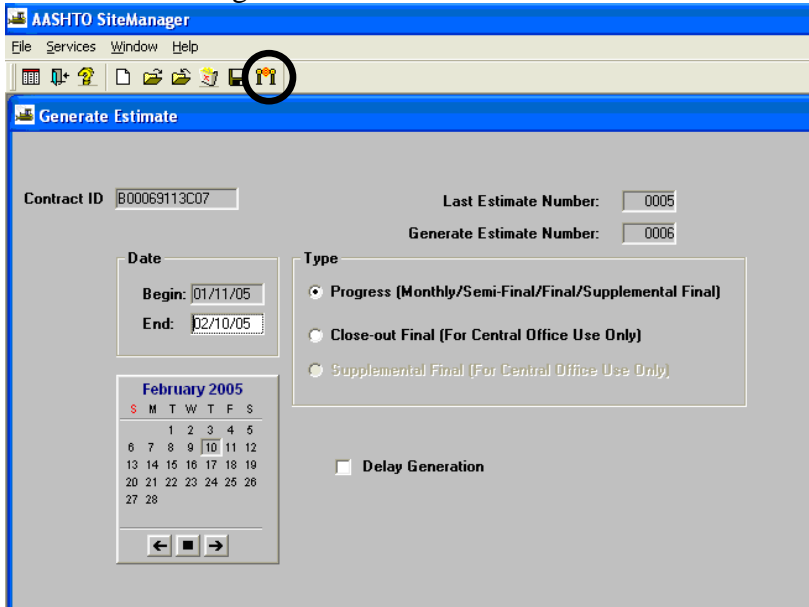 AASHTO SiteManager
File Services Window Help
Generate Estimate
Contract ID B00069113C07
Last Estimate Number: 0005
Generate Estimate Number: 0006
Date
Begin: 01/11/05
End: 02/10/05
Type
Progress (Monthly/Semi-Final/Final/Supplemental Final)
Close-out Final (For Central Office Use Only)
Supplemental Final (For Central Office Use Only)
February 2005
S M T W T F S
1 2 3 4 5
6 7 8 9 10 11 12
13 14 15 16 17 18 19
20 21 22 23 24 25 26
27 28
Delay Generation